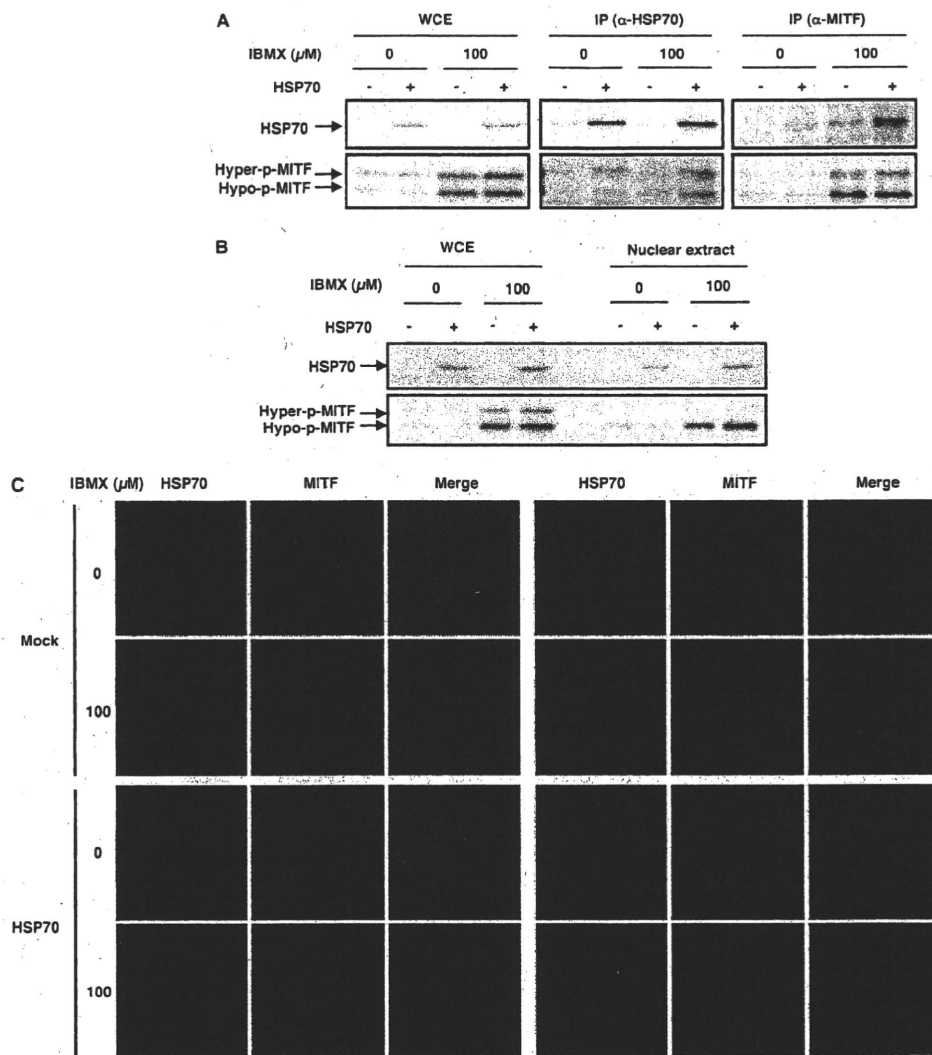 A
WCE IP (α-HSP70) IP (α-MITF)
IBMX (μM) 0 100 0 100 0 100
HSP70 - + - + - + - + - + - +
HSP70
Hyper-p-MITF
Hypo-p-MITF
B
WCE Nuclear extract
IBMX (μM) 0 100 0 100
HSP70 - + - + - + - +
HSP70
Hyper-p-MITF
Hypo-p-MITF
C IBMX (μM) HSP70 MITF Merge HSP70 MITF Merge
0
Mock
100
0
HSP70
100